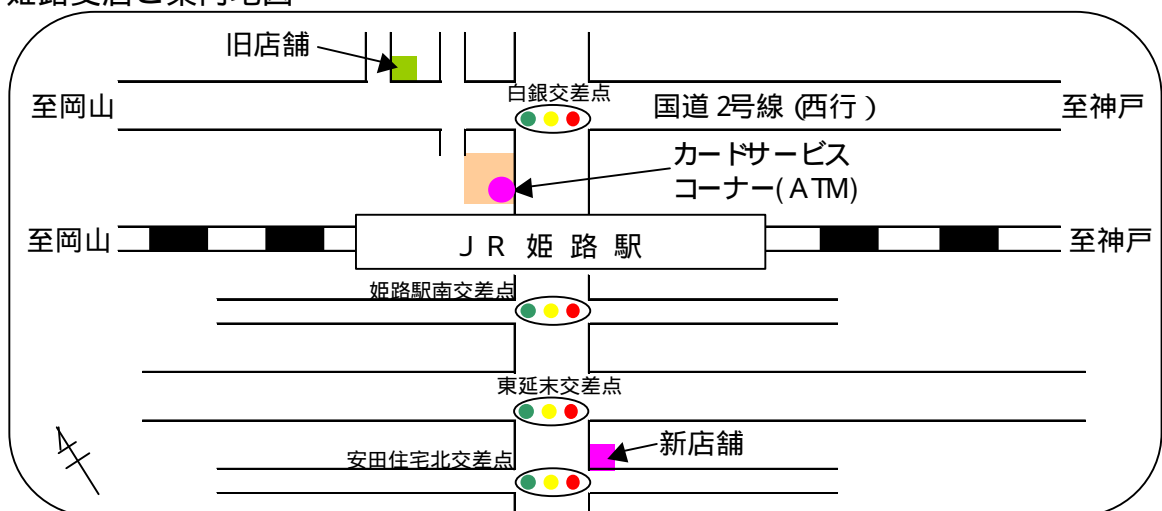 姫路支店ご案内地図
旧店舗
白銀交差点
至岡山
国道2号線(西行)
至神戸
カードサービス
コーナー(ATM)
至岡山
JR姫路駅
至神戸
姫路駅南交差点
東延末交差点
新店舗
安田住宅北交差点